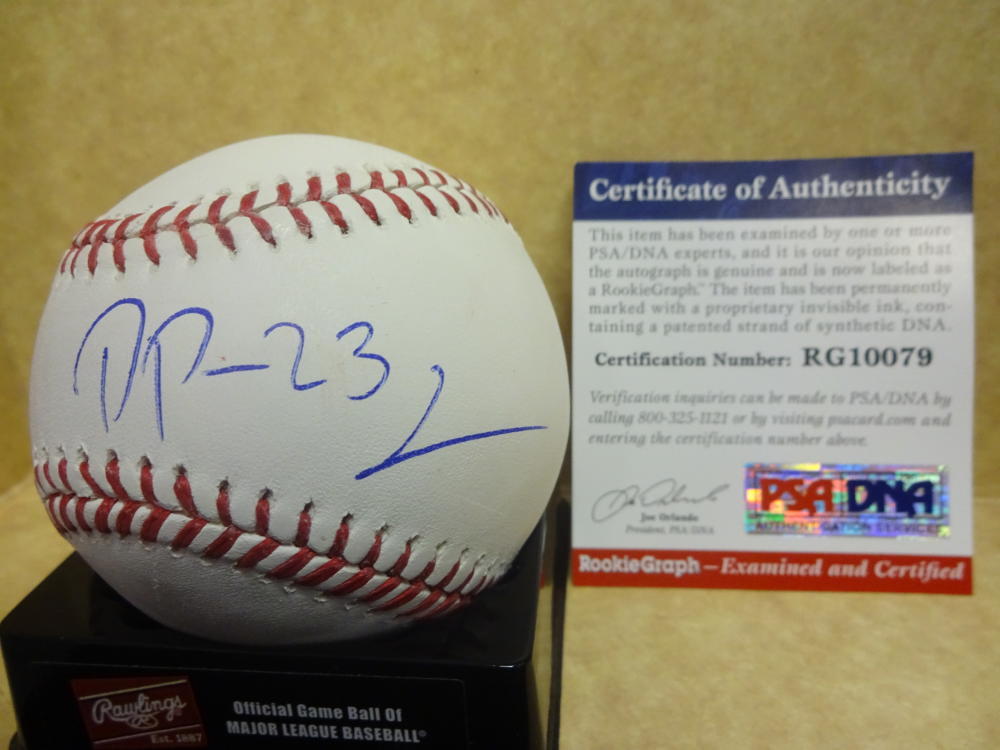 DP-23
Certificate of Authenticity
This item has been examined by one or more
PSA/DNA experts, and it is our opinion that
the autograph is genuine and is now labeled as
a RookieGraph.™ The item has been permanently
marked with a proprietary invisible ink, con-
taining a patented strand of synthetic DNA.
Certification Number: RG10079
Verification inquiries can be made to PSA/DNA by
calling 800-325-1121 or by visiting psacard.com and
entering the certification number above.
Joe Orlando
President, PSA/DNA
PSA DNA
AUTHENTICATION SERVICES
RookieGraph — Examined and Certified
Rawlings
Est. 1887
Official Game Ball Of
MAJOR LEAGUE BASEBALL®